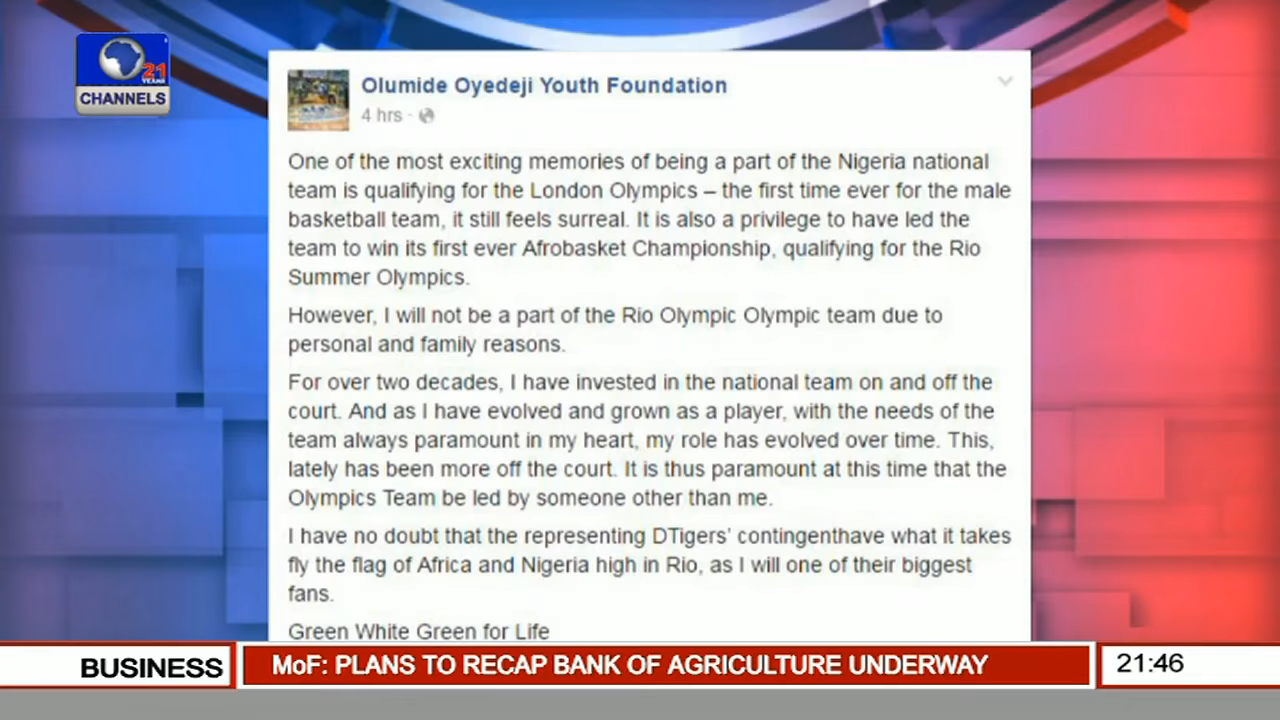 21
YEARS
CHANNELS
Olumide Oyedeji Youth Foundation
4 hrs ·
One of the most exciting memories of being a part of the Nigeria national
team is qualifying for the London Olympics – the first time ever for the male
basketball team, it still feels surreal. It is also a privilege to have led the
team to win its first ever Afrobasket Championship, qualifying for the Rio
Summer Olympics.
However, I will not be a part of the Rio Olympic Olympic team due to
personal and family reasons.
For over two decades, I have invested in the national team on and off the
court. And as I have evolved and grown as a player, with the needs of the
team always paramount in my heart, my role has evolved over time. This,
lately has been more off the court. It is thus paramount at this time that the
Olympics Team be led by someone other than me.
I have no doubt that the representing DTigers’ contingenthave what it takes
fly the flag of Africa and Nigeria high in Rio, as I will one of their biggest
fans.
Green White Green for Life
BUSINESS
MoF: PLANS TO RECAP BANK OF AGRICULTURE UNDERWAY
21:46